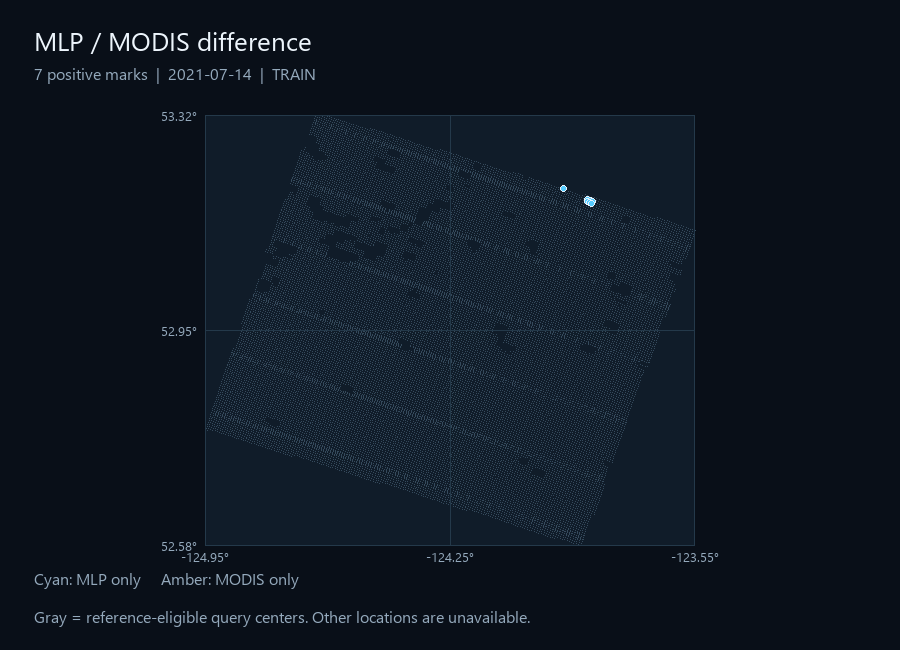 MLP / MODIS difference
7 positive marks | 2021-07-14 | TRAIN
53.32°
52.95°
52.58°
-124.95° -124.25° -123.55°
Cyan: MLP only Amber: MODIS only
Gray = reference-eligible query centers. Other locations are unavailable.